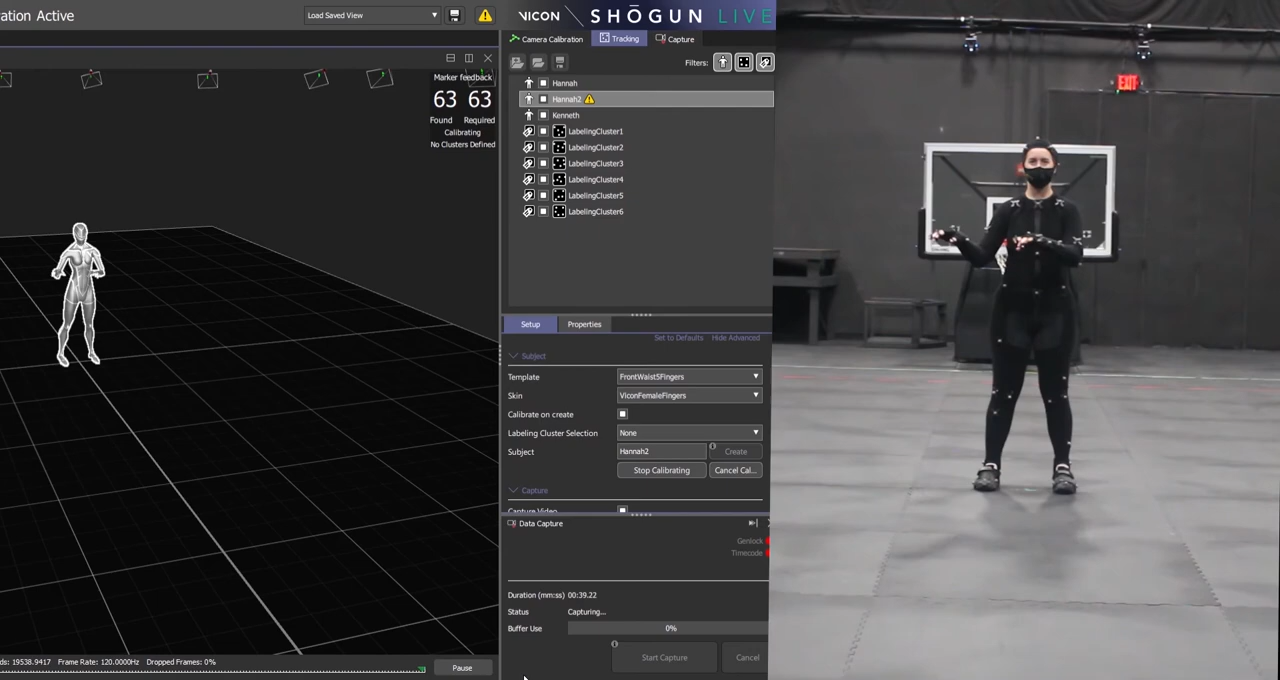 ration Active
Load Saved View
Marker feedback
63 63
Found Required
Calibrating
No Clusters Defined
ds: 19538.9417 Frame Rate: 120.0000Hz Dropped Frames: 0%
Pause
VICON SHŌGUN LIVE
Camera Calibration Tracking Capture
Filters:
Hannah
Hannah2
Kenneth
LabelingCluster1
LabelingCluster2
LabelingCluster3
LabelingCluster4
LabelingCluster5
LabelingCluster6
Setup Properties
Set to Defaults Hide Advanced
Subject
Template FrontWaist5Fingers
Skin ViconFemaleFingers
Calibrate on create
Labeling Cluster Selection None
Subject Hannah2 Create
Stop Calibrating Cancel Cal...
Capture
Capture Video
Data Capture
Genlock
Timecode
Duration (mm:ss) 00:39.22
Status Capturing...
Buffer Use 0%
Start Capture Cancel
EXIT